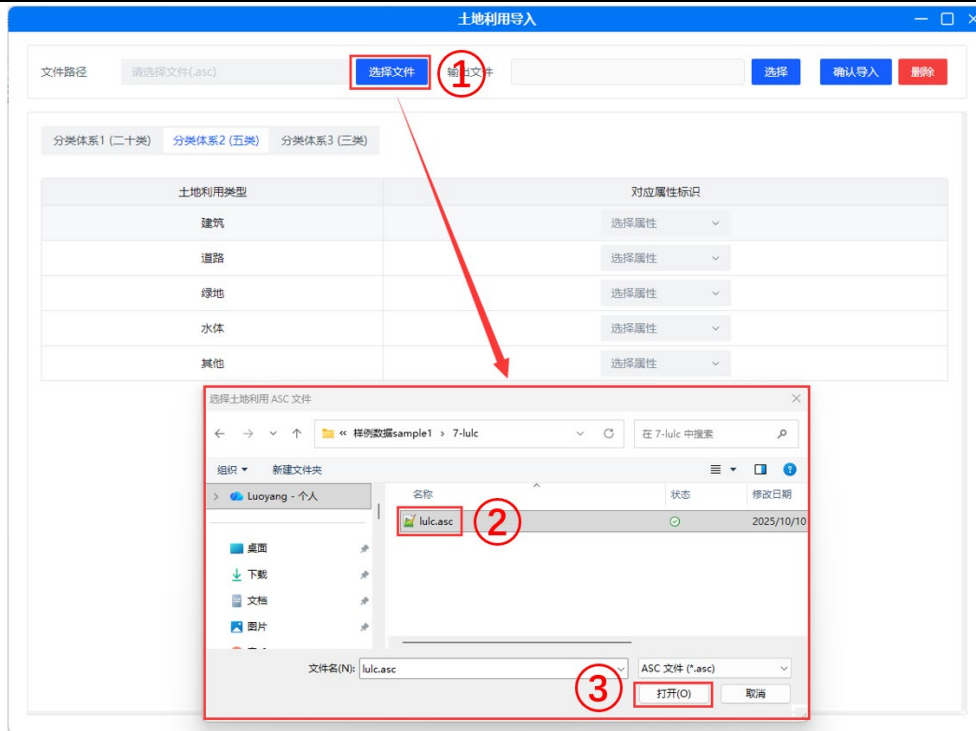 土地利用导入
文件路径 请选择文件(.asc) 选择文件 ① 输出文件 选择 确认导入 删除
分类体系1 (二十类) 分类体系2 (五类) 分类体系3 (三类)
土地利用类型 对应属性标识
建筑 选择属性
道路 选择属性
绿地 选择属性
水体 选择属性
其他 选择属性
选择土地利用 ASC 文件
« 样例数据sample1 › 7-lulc 在 7-lulc 中搜索
组织 新建文件夹
Luoyang - 个人 名称 状态 修改日期
lulc.asc ② 2025/10/10
桌面
下载
文档
图片
文件名(N): lulc.asc ASC 文件 (*.asc)
③ 打开(O) 取消